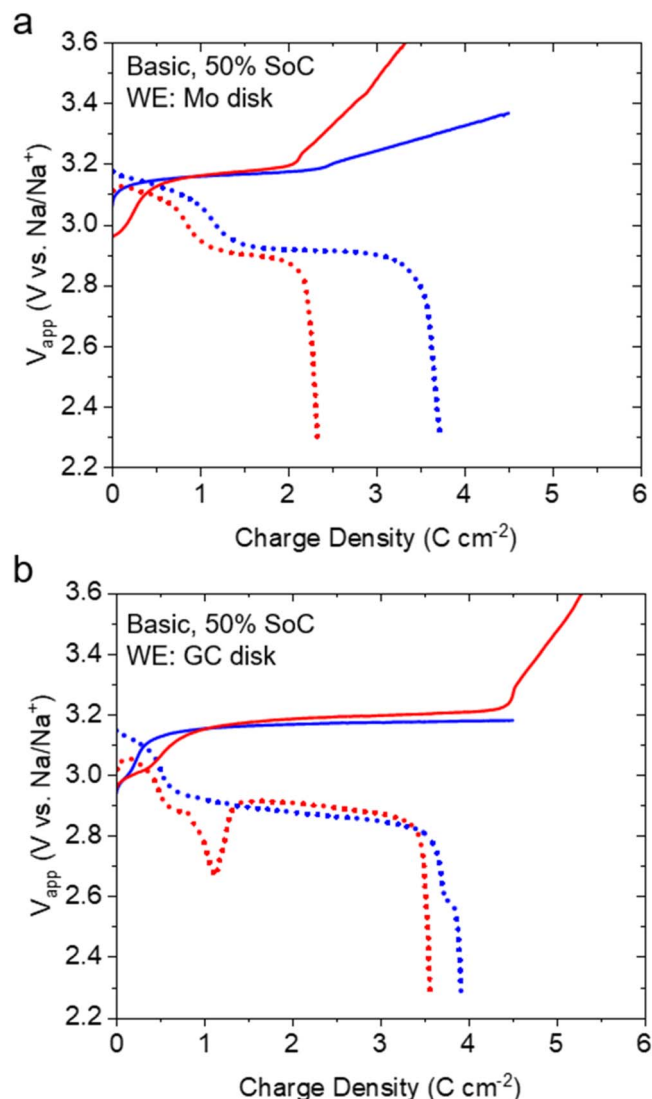 a
Basic, 50% SoC
WE: Mo disk
3.6
3.4
3.2
3.0
2.8
2.6
2.4
2.2
V_app (V vs. Na/Na⁺)
0 1 2 3 4 5 6
Charge Density (C cm⁻²)
b
Basic, 50% SoC
WE: GC disk
3.6
3.4
3.2
3.0
2.8
2.6
2.4
2.2
V_app (V vs. Na/Na⁺)
0 1 2 3 4 5 6
Charge Density (C cm⁻²)